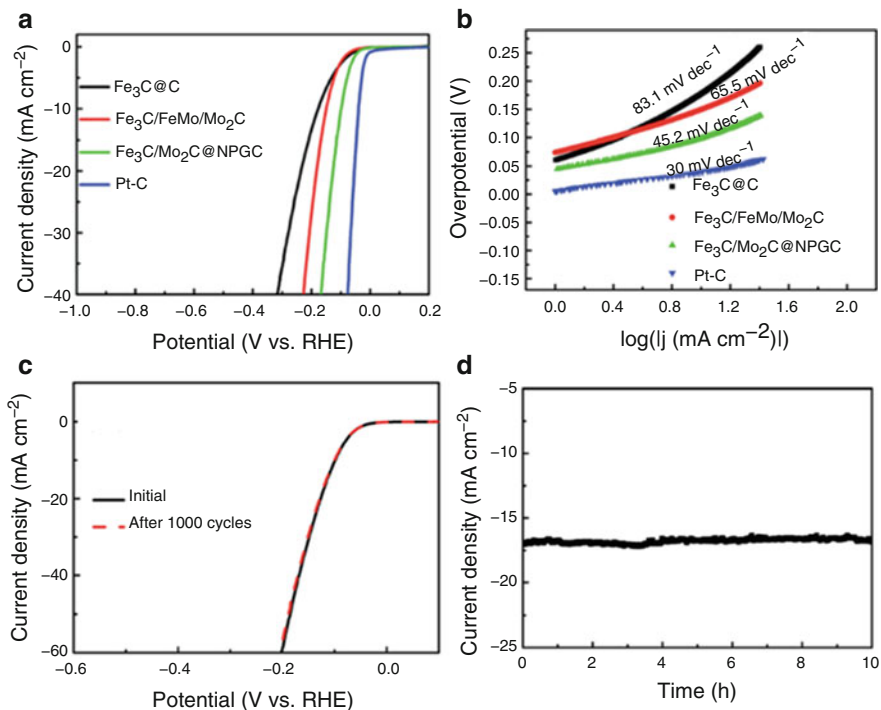 a
Current density (mA cm⁻²)
0
−10
−20
−30
−40
Fe₃C@C
Fe₃C/FeMo/Mo₂C
Fe₃C/Mo₂C@NPGC
Pt-C
−1.0 −0.8 −0.6 −0.4 −0.2 0.0 0.2
Potential (V vs. RHE)
b
Overpotential (V)
0.25
0.20
0.15
0.10
0.05
0.00
−0.05
−0.10
−0.15
83.1 mV dec⁻¹
65.5 mV dec⁻¹
45.2 mV dec⁻¹
30 mV dec⁻¹
Fe₃C@C
Fe₃C/FeMo/Mo₂C
Fe₃C/Mo₂C@NPGC
Pt-C
0.0 0.4 0.8 1.2 1.6 2.0
log(|j (mA cm⁻²)|)
c
Current density (mA cm⁻²)
0
−20
−40
−60
Initial
After 1000 cycles
−0.6 −0.4 −0.2 0.0
Potential (V vs. RHE)
d
Current density (mA cm⁻²)
−5
−10
−15
−20
−25
0 2 4 6 8 10
Time (h)